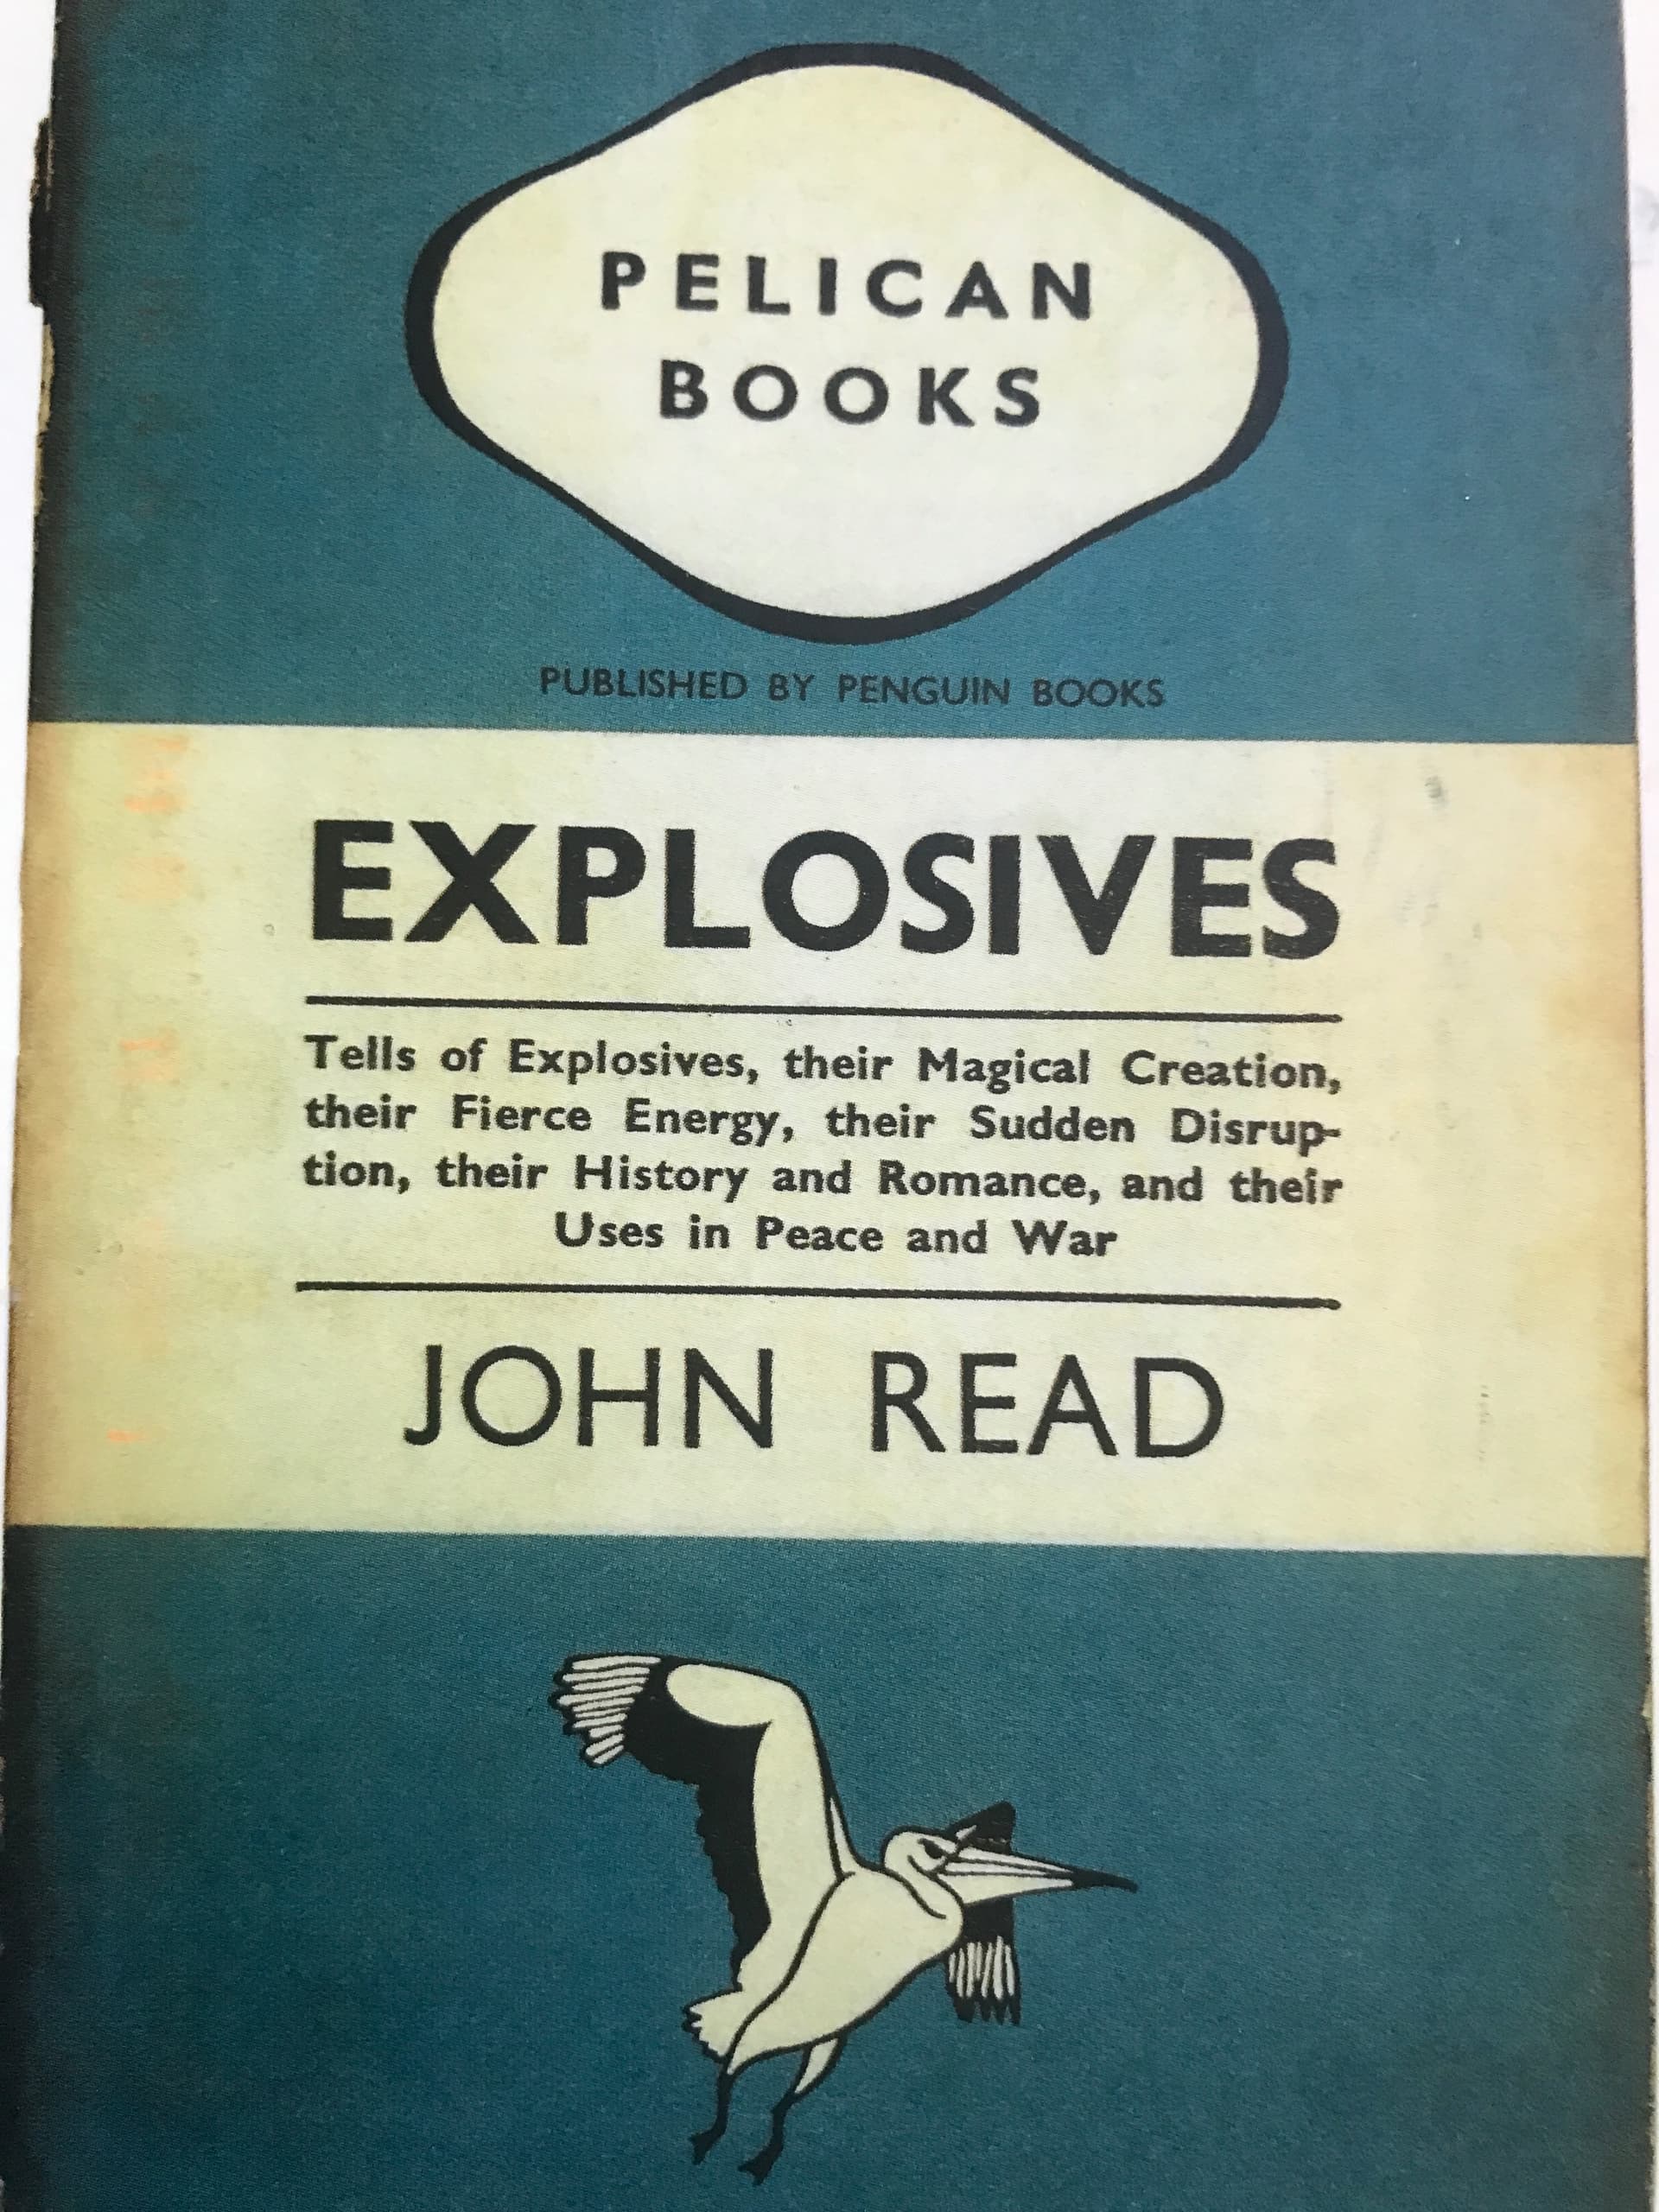 PELICAN
BOOKS
PUBLISHED BY PENGUIN BOOKS
EXPLOSIVES
Tells of Explosives, their Magical Creation,
their Fierce Energy, their Sudden Disrup-
tion, their History and Romance, and their
Uses in Peace and War
JOHN READ